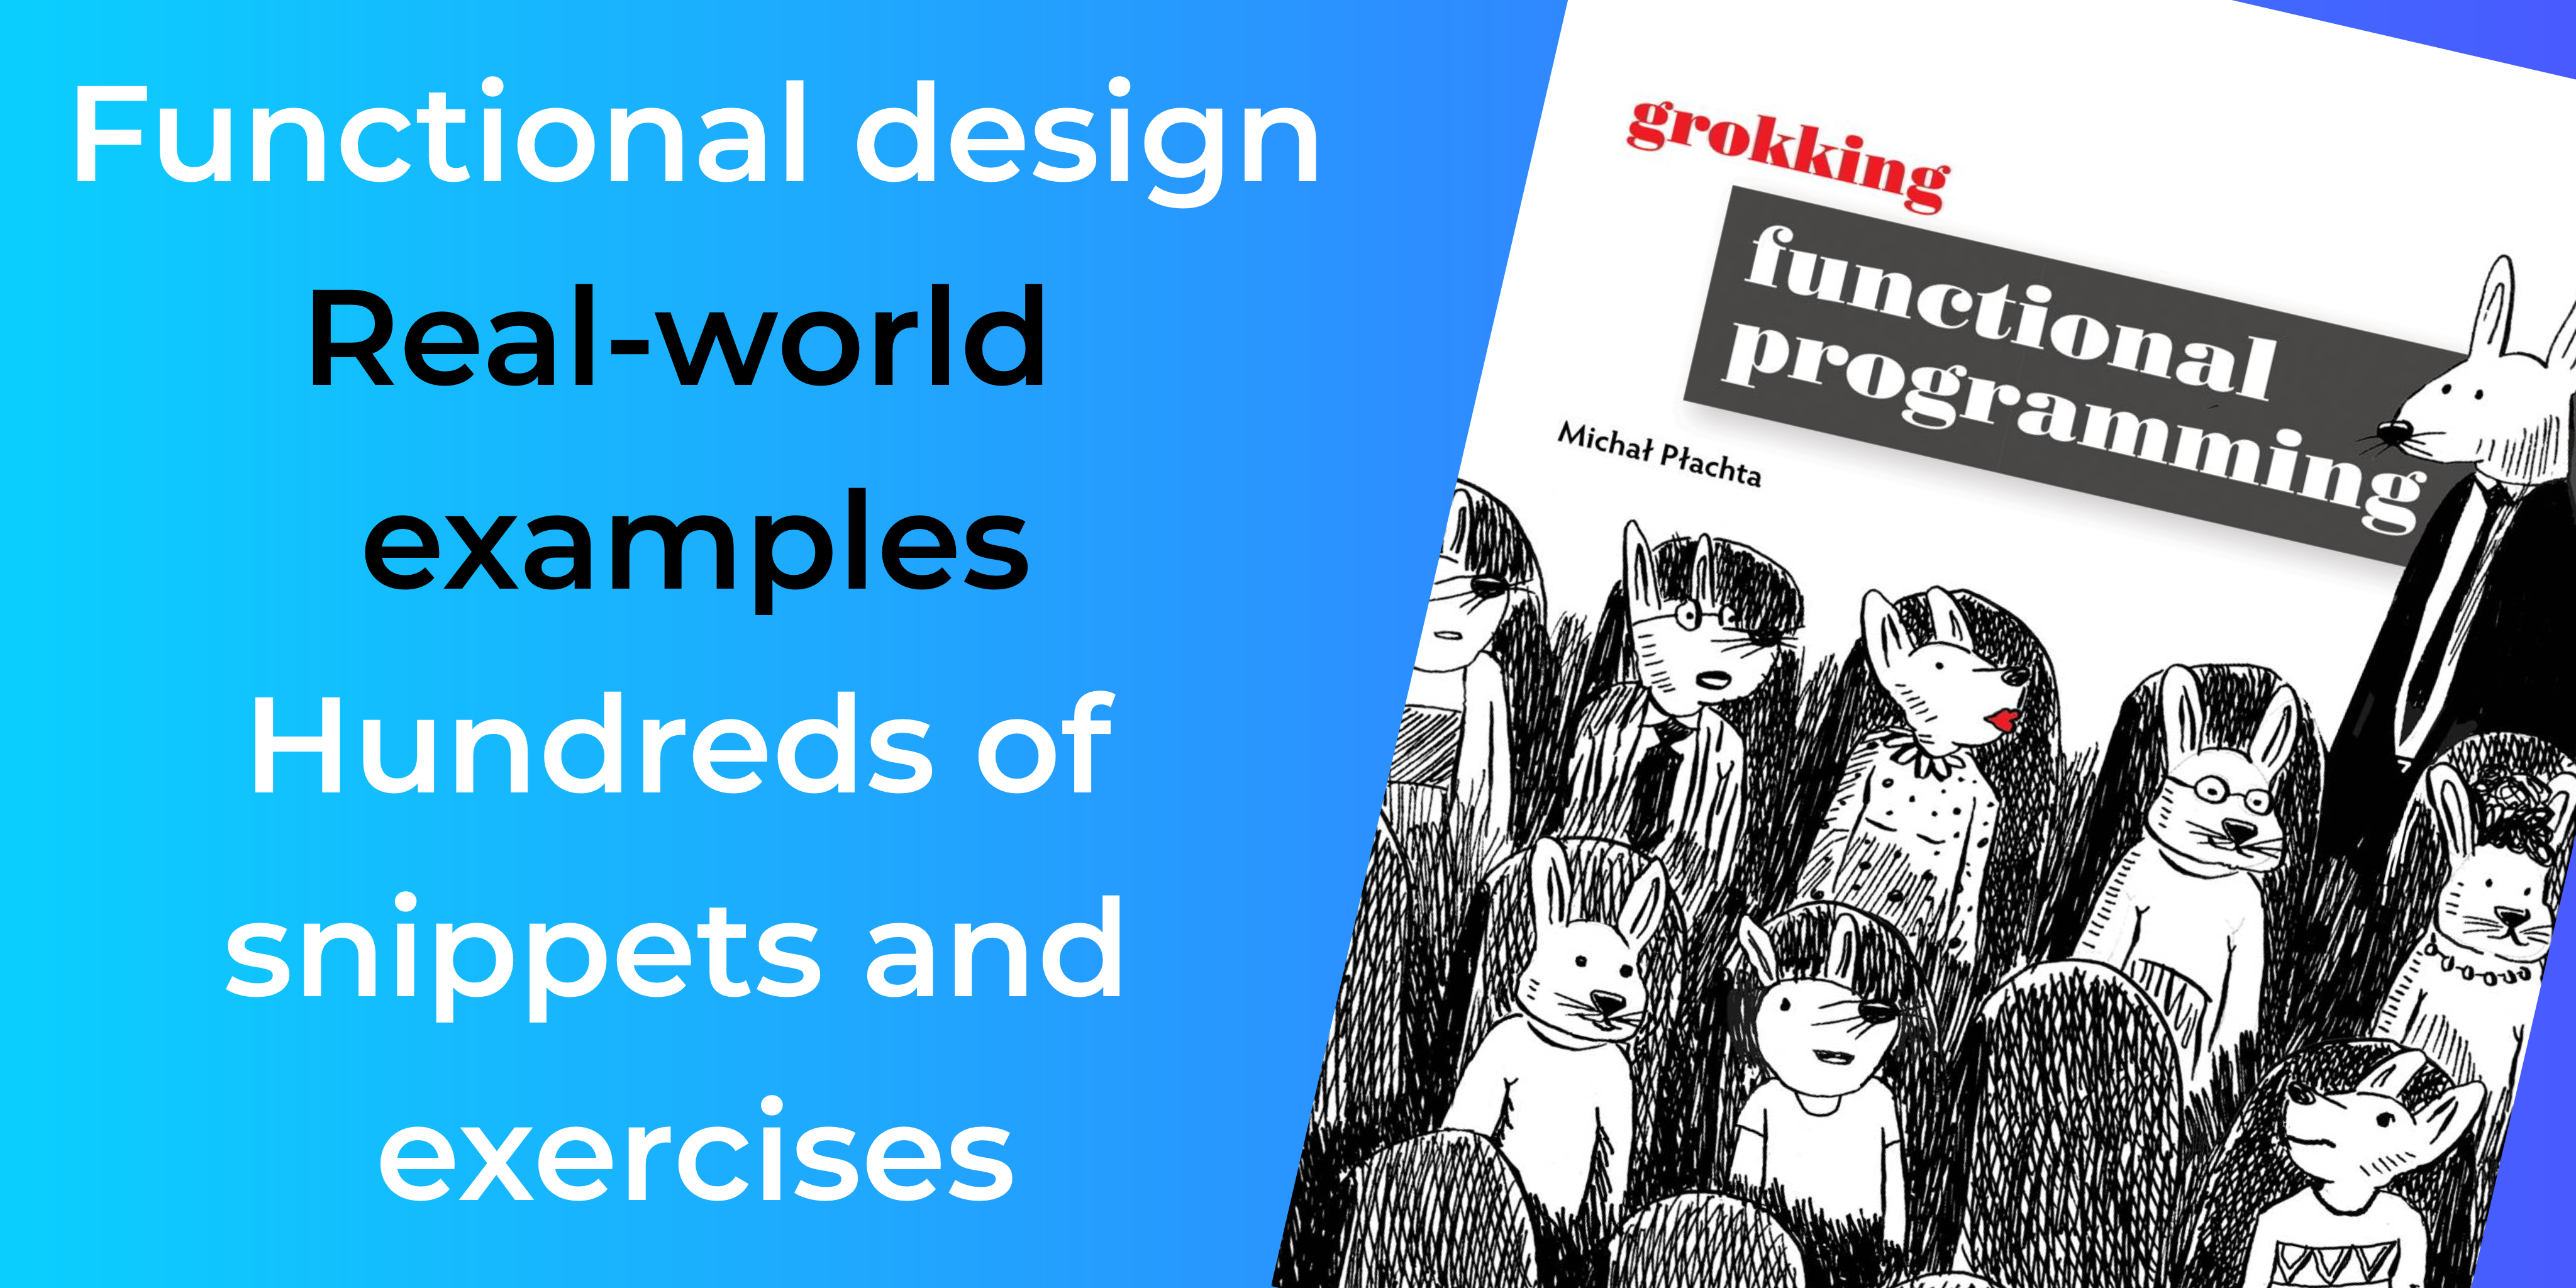 Functional design
Real-world
examples
Hundreds of
snippets and
exercises
grokking
functional
programming
Michał Płachta